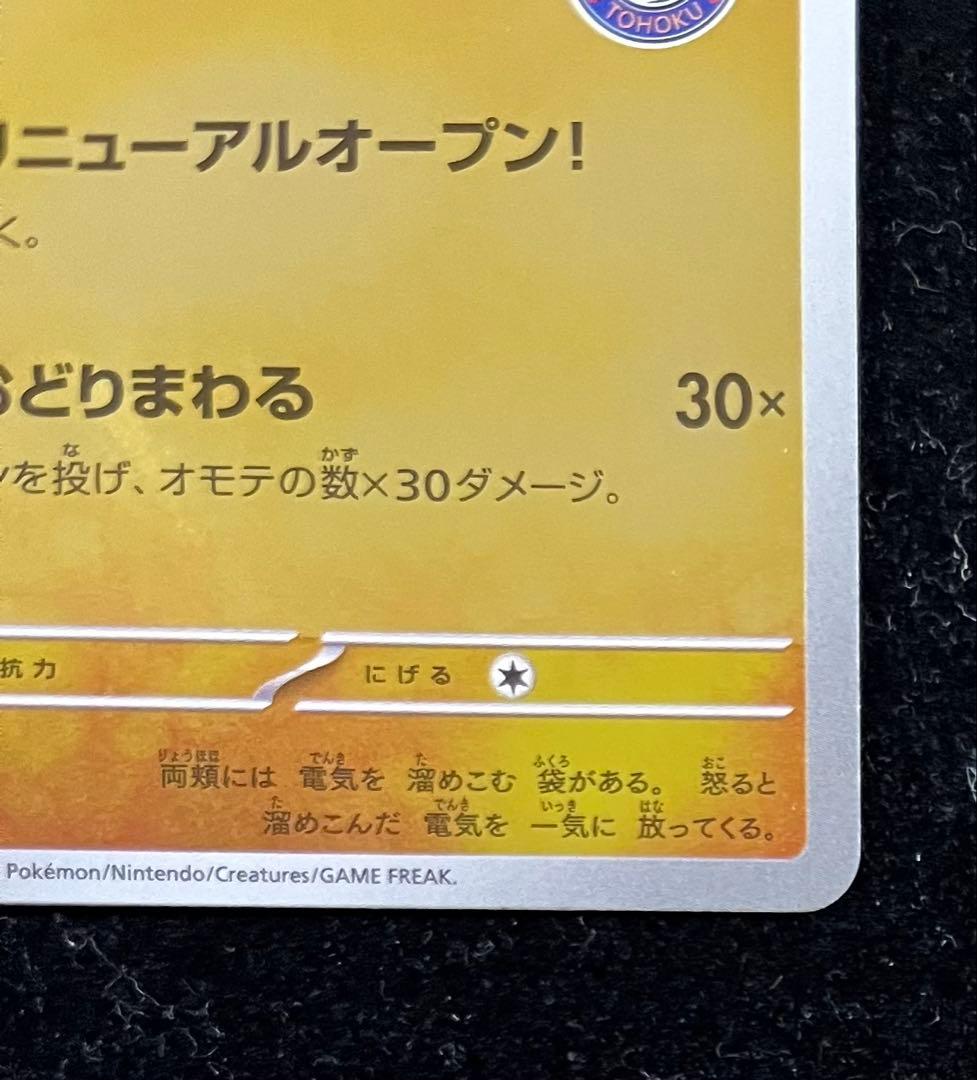 TOHOKU
リニューアルオープン!
く。
おどりまわる 30×
ンを投げ、オモテの数×30ダメージ。
抗力 にげる
両頬には 電気を 溜めこむ 袋がある。 怒ると
溜めこんだ 電気を 一気に 放ってくる。
Pokémon/Nintendo/Creatures/GAME FREAK.